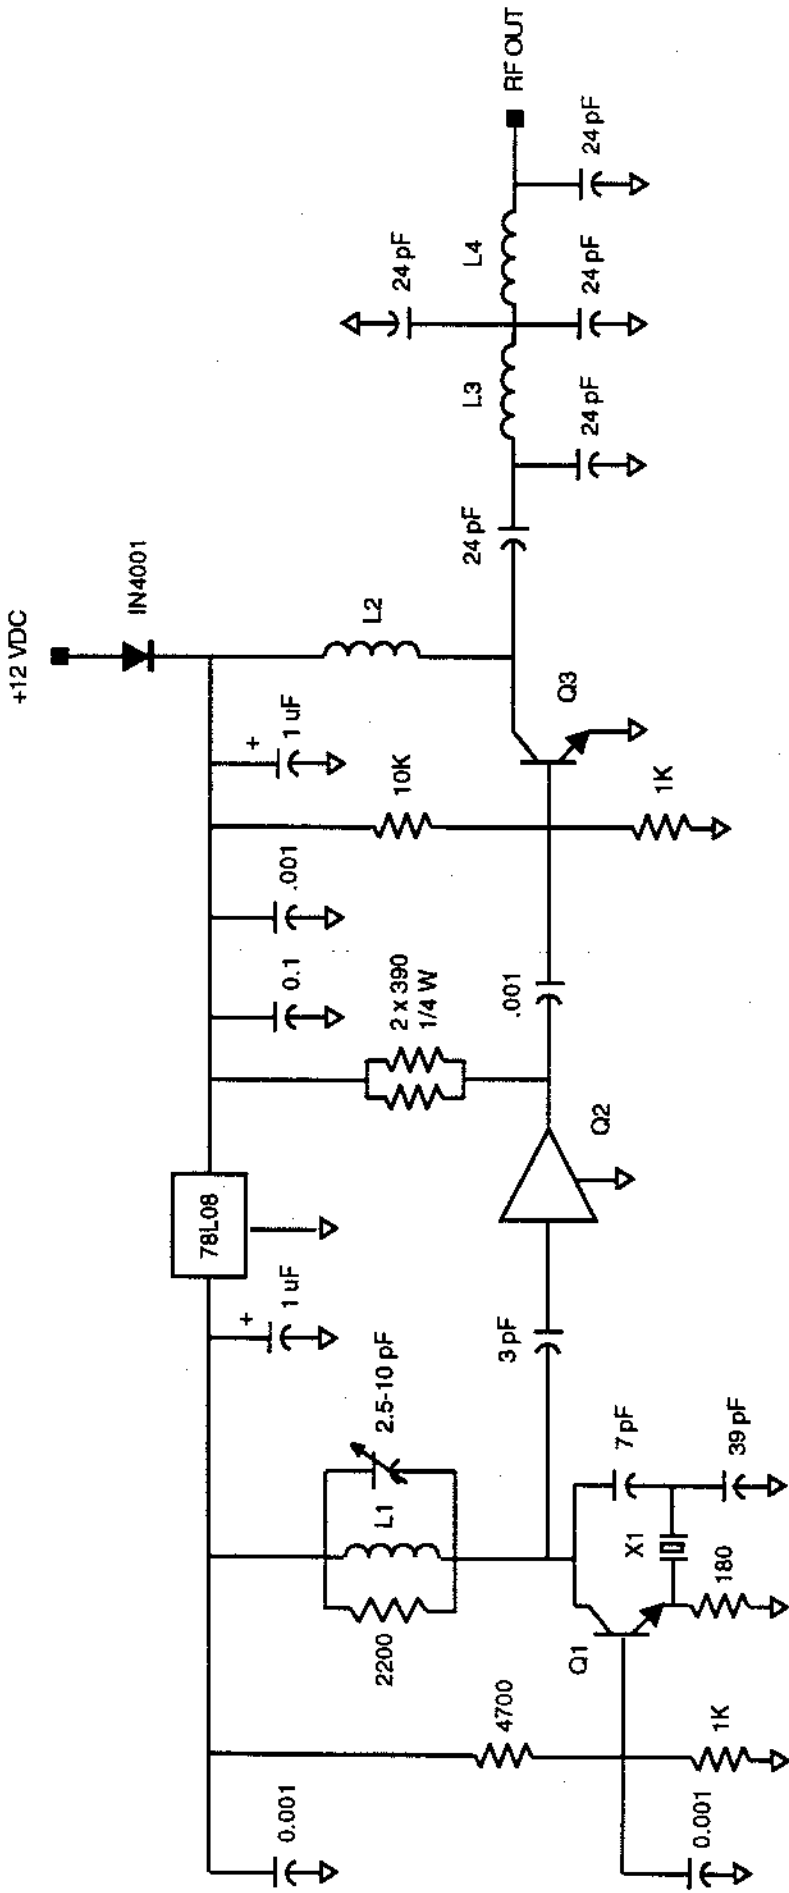 +12 VDC
IN4001
78L08
+
1 uF
+
1 uF
0.001
0.1
.001
2200
L1
2.5-10 pF
2 x 390
1/4 W
10K
L2
24 pF
4700
3 pF
.001
24 pF
L3
L4
RF OUT
Q1
X1
7 pF
Q2
Q3
24 pF
24 pF
24 pF
0.001
1K
180
39 pF
1K